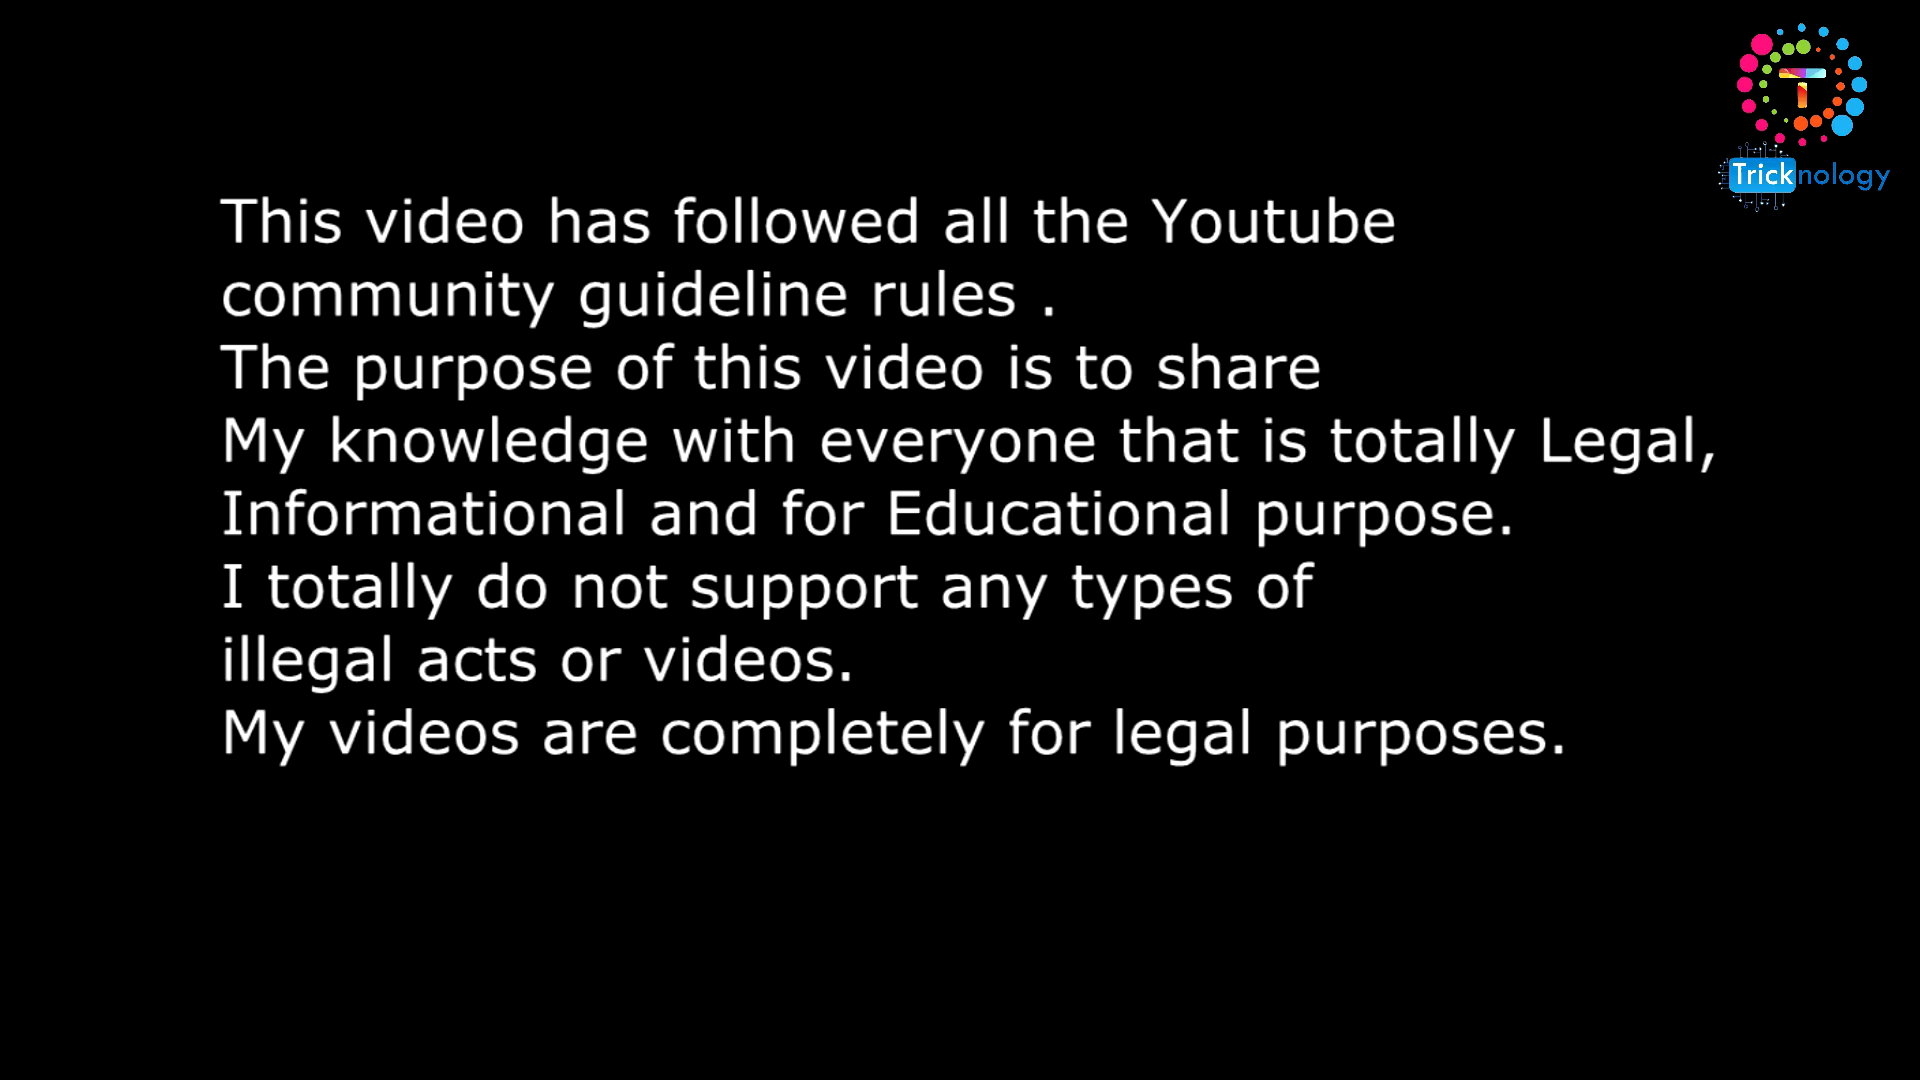 T
Tricknology
This video has followed all the Youtube
community guideline rules .
The purpose of this video is to share
My knowledge with everyone that is totally Legal,
Informational and for Educational purpose.
I totally do not support any types of
illegal acts or videos.
My videos are completely for legal purposes.